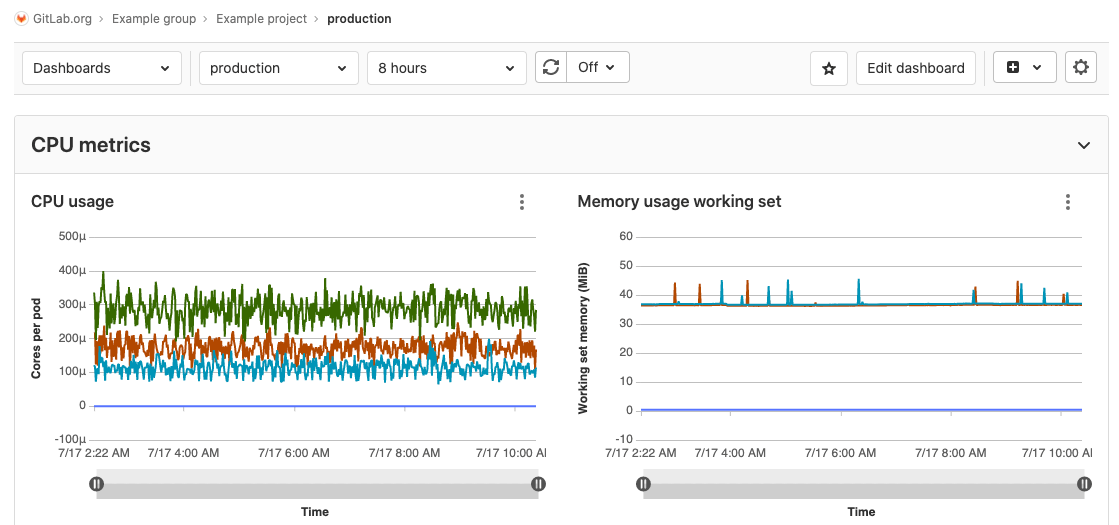 GitLab.org › Example group › Example project › production
Dashboards production 8 hours Off Edit dashboard
CPU metrics
CPU usage
Cores per pod
500µ
400µ
300µ
200µ
100µ
0
-100µ
7/17 2:22 AM 7/17 4:00 AM 7/17 6:00 AM 7/17 8:00 AM 7/17 10:00 AM
Time
Memory usage working set
Working set memory (MiB)
60
50
40
30
20
10
0
-10
7/17 2:22 AM 7/17 4:00 AM 7/17 6:00 AM 7/17 8:00 AM 7/17 10:00 AM
Time